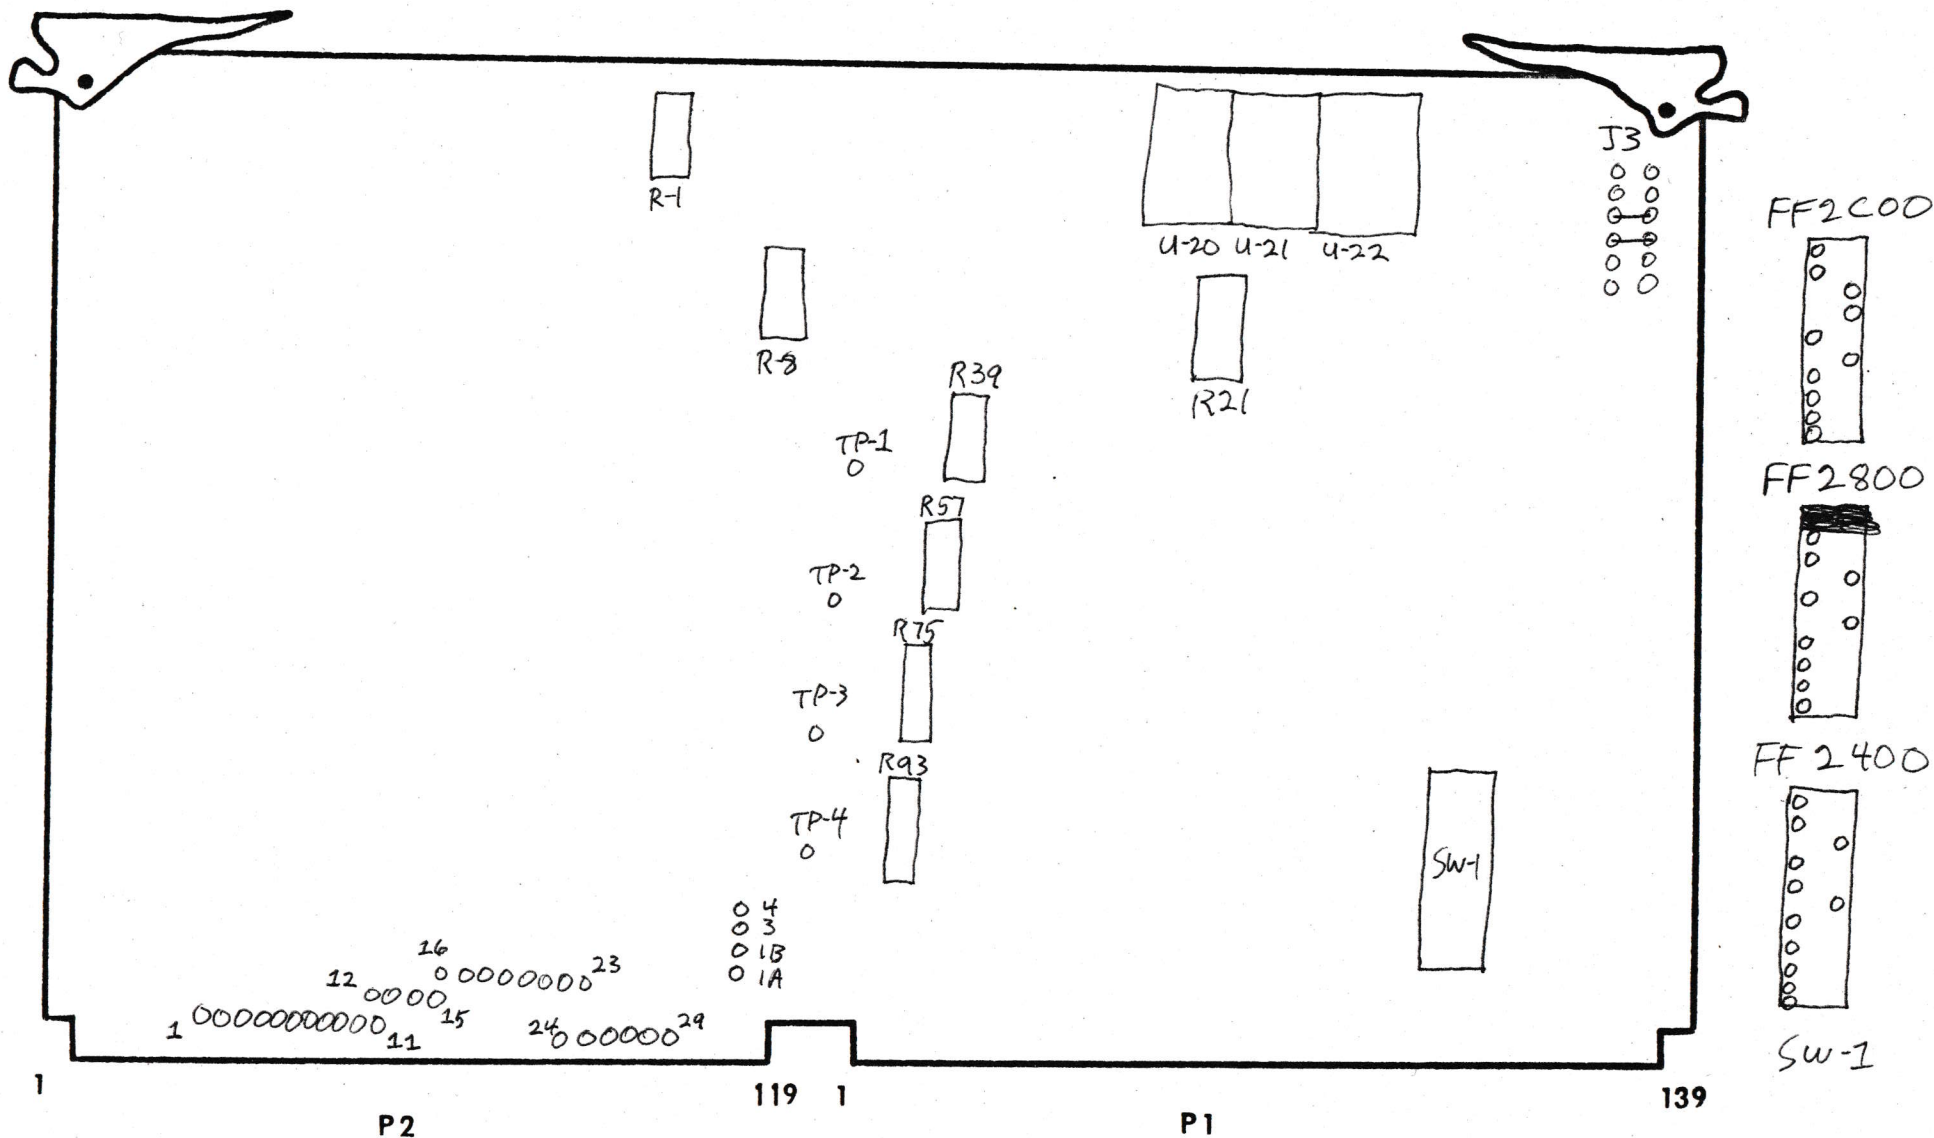 J3
R-1
FF2C00
U-20 U-21 U-22
R-8
R39
R21
TP-1
FF2800
R57
TP-2
R75
TP-3
FF2400
R93
TP-4
SW-1
4
3
1B
1A
16
23
12
15
1
11
24
29
SW-1
1
119
1
139
P2
P1